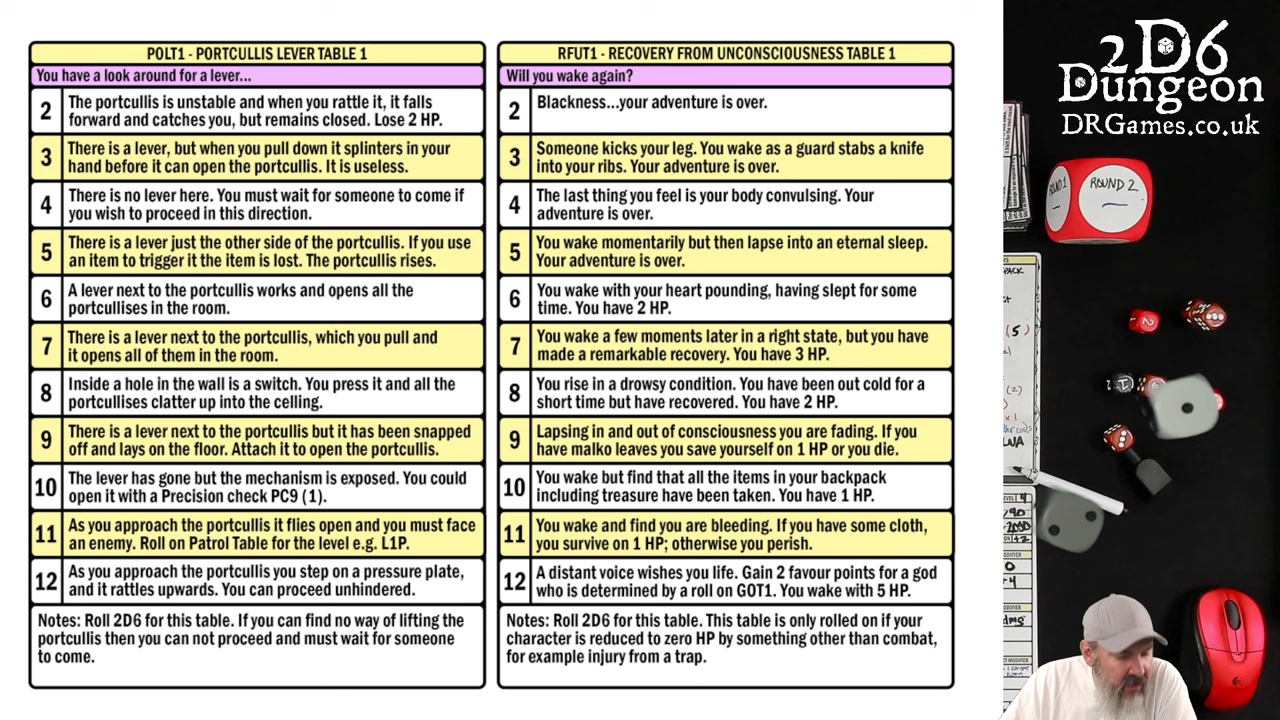 POLT1 - PORTCULLIS LEVER TABLE 1
You have a look around for a lever...
2
The portcullis is unstable and when you rattle it, it falls
forward and catches you, but remains closed. Lose 2 HP.
3
There is a lever, but when you pull down it splinters in your
hand before it can open the portcullis. It is useless.
4
There is no lever here. You must wait for someone to come if
you wish to proceed in this direction.
5
There is a lever just the other side of the portcullis. If you use
an item to trigger it the item is lost. The portcullis rises.
6
A lever next to the portcullis works and opens all the
portcullises in the room.
7
There is a lever next to the portcullis, which you pull and
it opens all of them in the room.
8
Inside a hole in the wall is a switch. You press it and all the
portcullises clatter up into the celling.
9
There is a lever next to the portcullis but it has been snapped
off and lays on the floor. Attach it to open the portcullis.
10
The lever has gone but the mechanism is exposed. You could
open it with a Precision check PC9 (1).
11
As you approach the portcullis it flies open and you must face
an enemy. Roll on Patrol Table for the level e.g. L1P.
12
As you approach the portcullis you step on a pressure plate,
and it rattles upwards. You can proceed unhindered.
Notes: Roll 2D6 for this table. If you can find no way of lifting the
portcullis then you can not proceed and must wait for someone
to come.
RFUT1 - RECOVERY FROM UNCONSCIOUSNESS TABLE 1
Will you wake again?
2
Blackness...your adventure is over.
3
Someone kicks your leg. You wake as a guard stabs a knife
into your ribs. Your adventure is over.
4
The last thing you feel is your body convulsing. Your
adventure is over.
5
You wake momentarily but then lapse into an eternal sleep.
Your adventure is over.
6
You wake with your heart pounding, having slept for some
time. You have 2 HP.
7
You wake a few moments later in a right state, but you have
made a remarkable recovery. You have 3 HP.
8
You rise in a drowsy condition. You have been out cold for a
short time but have recovered. You have 2 HP.
9
Lapsing in and out of consciousness you are fading. If you
have malko leaves you save yourself on 1 HP or you die.
10
You wake but find that all the items in your backpack
including treasure have been taken. You have 1 HP.
11
You wake and find you are bleeding. If you have some cloth,
you survive on 1 HP; otherwise you perish.
12
A distant voice wishes you life. Gain 2 favour points for a god
who is determined by a roll on GOT1. You wake with 5 HP.
Notes: Roll 2D6 for this table. This table is only rolled on if your
character is reduced to zero HP by something other than combat,
for example injury from a trap.
2D6
Dungeon
DRGames.co.uk
ROUND 1
ROUND 2